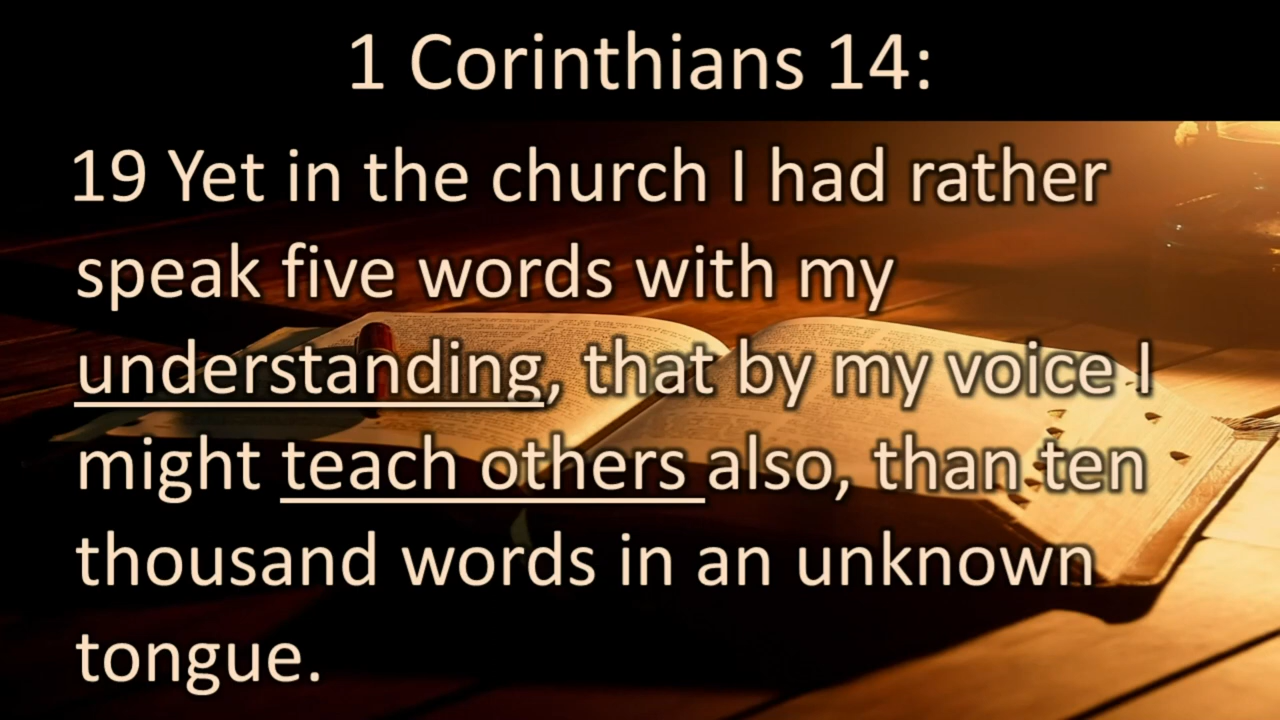 1 Corinthians 14:
19 Yet in the church I had rather
speak five words with my
understanding, that by my voice I
might teach others also, than ten
thousand words in an unknown
tongue.